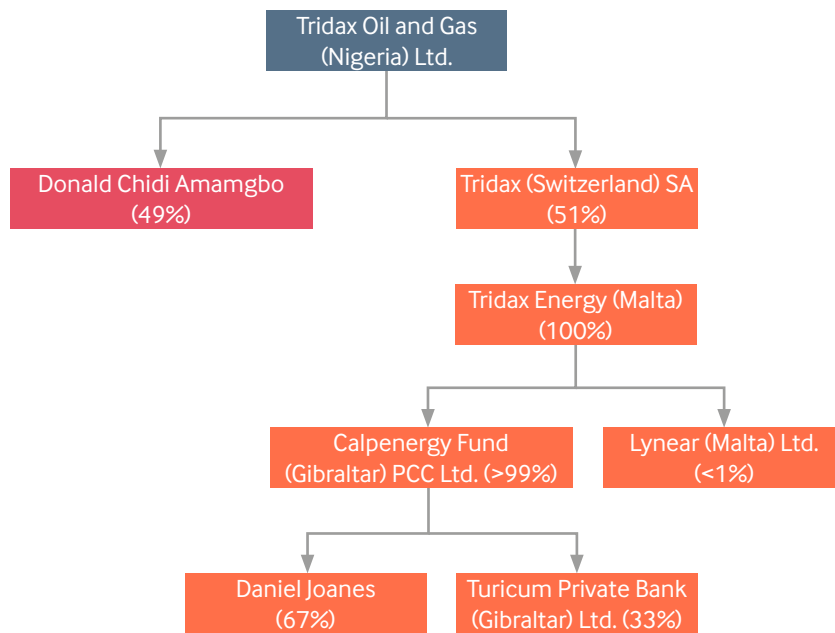 Tridax Oil and Gas
(Nigeria) Ltd.
Donald Chidi Amamgbo
(49%)
Tridax (Switzerland) SA
(51%)
Tridax Energy (Malta)
(100%)
Calpenergy Fund
(Gibraltar) PCC Ltd. (>99%)
Lynear (Malta) Ltd.
(<1%)
Daniel Joanes
(67%)
Turicum Private Bank
(Gibraltar) Ltd. (33%)